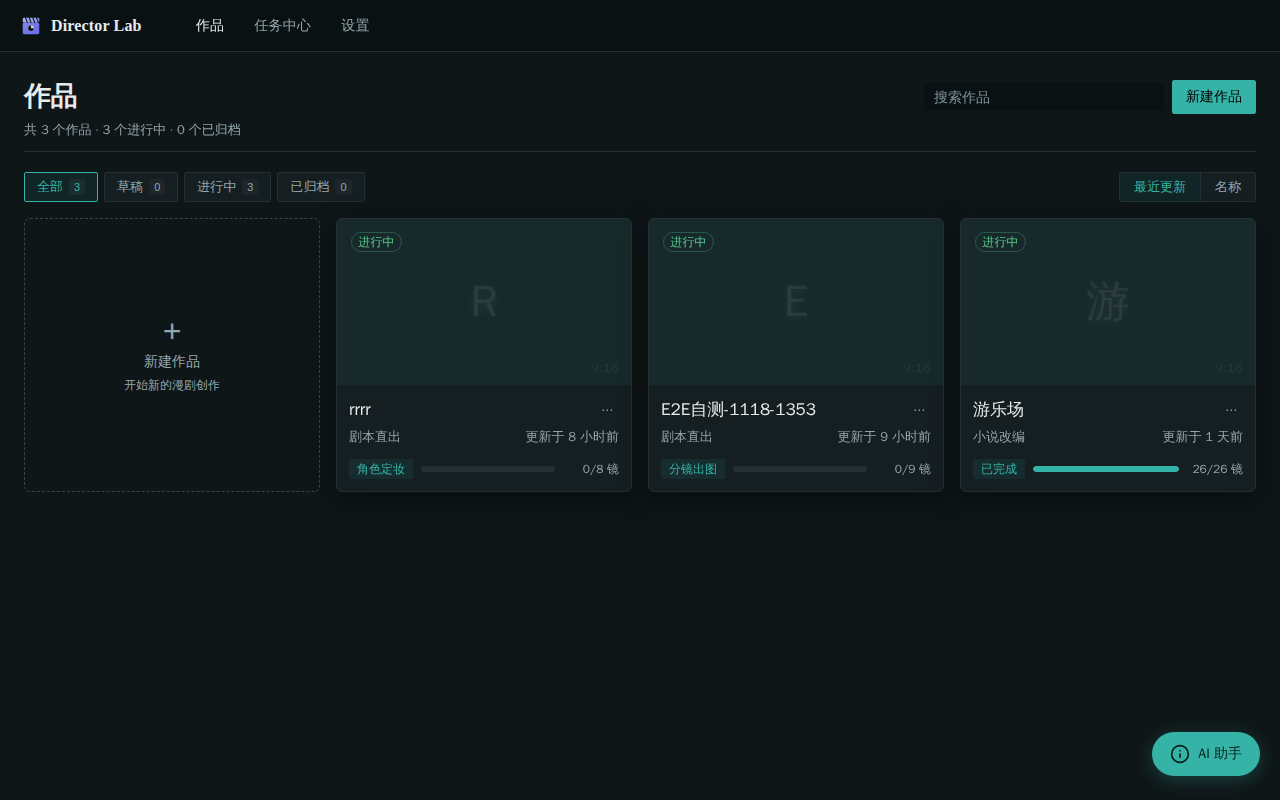 Director Lab 作品 任务中心 设置
作品 搜索作品 新建作品
共 3 个作品 · 3 个进行中 · 0 个已归档
全部 3 草稿 0 进行中 3 已归档 0 最近更新 名称
+
新建作品
开始新的漫剧创作
进行中
R
9:16
rrrr ...
剧本直出 更新于 8 小时前
角色定妆 0/8 镜
进行中
E
9:16
E2E自测-1118-1353 ...
剧本直出 更新于 9 小时前
分镜出图 0/9 镜
进行中
游
9:16
游乐场 ...
小说改编 更新于 1 天前
已完成 26/26 镜
AI 助手